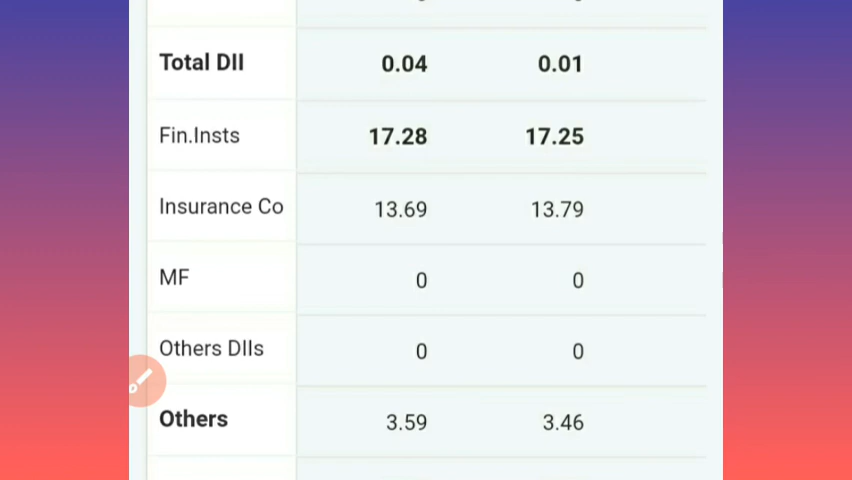 Total DII 0.04 0.01
Fin.Insts 17.28 17.25
Insurance Co 13.69 13.79
MF 0 0
Others DIIs 0 0
Others 3.59 3.46